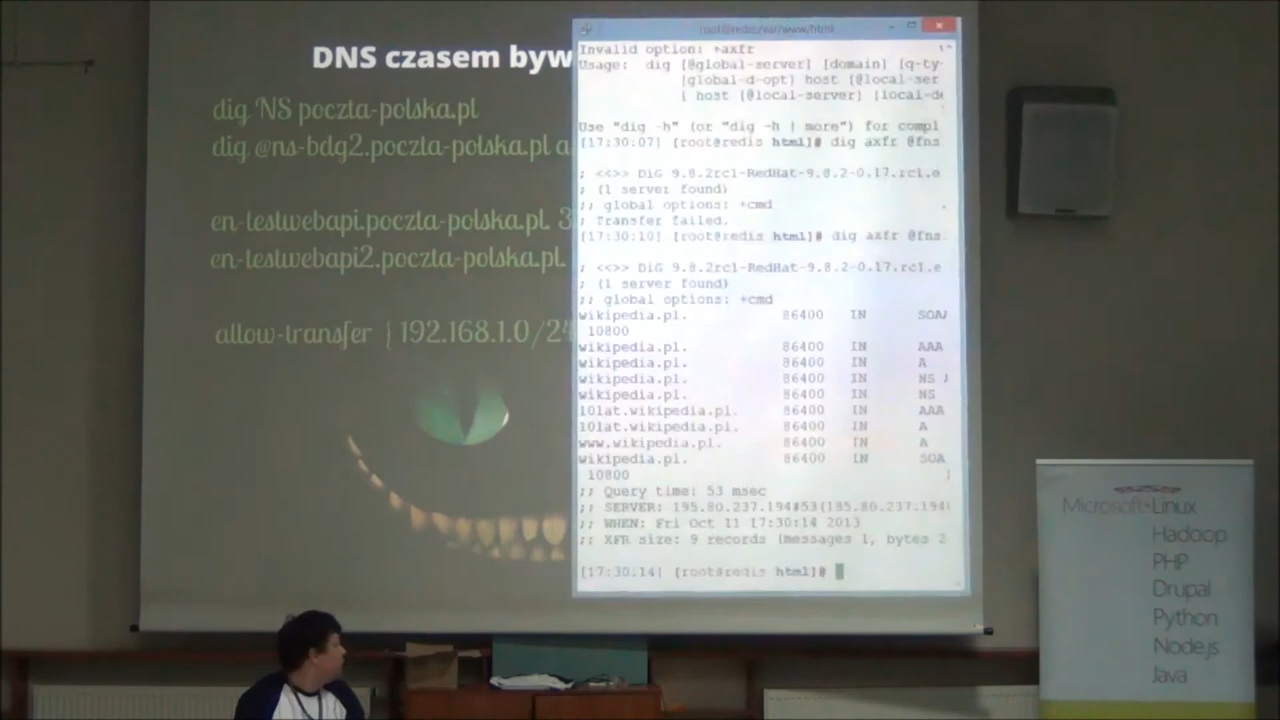 DNS czasem byw
dig NS poczta-polska.pl
dig @ns-bdg2.poczta-polska.pl a
en-testwebapi.poczta-polska.pl. 3
en-testwebapi2.poczta-polska.pl.
allow-transfer { 192.168.1.0/24
root@redis:/var/www/html
Invalid option: +axfr
Usage: dig [@global-server] [domain] [q-ty
[global-d-opt] host [@local-ser
[ host [@local-server] [local-d
Use "dig -h" (or "dig -h | more") for compl
[17:30:07] [root@redis html]# dig axfr @fns
; <<>> DiG 9.8.2rc1-RedHat-9.8.2-0.17.rc1.e
; (1 server found)
;; global options: +cmd
; Transfer failed.
[17:30:10] [root@redis html]# dig axfr @fns.
; <<>> DiG 9.8.2rc1-RedHat-9.8.2-0.17.rc1.e
; (1 server found)
;; global options: +cmd
wikipedia.pl. 86400 IN SOA
10800
wikipedia.pl. 86400 IN AAA
wikipedia.pl. 86400 IN A
wikipedia.pl. 86400 IN NS
wikipedia.pl. 86400 IN NS
10lat.wikipedia.pl. 86400 IN AAA
10lat.wikipedia.pl. 86400 IN A
www.wikipedia.pl. 86400 IN A
wikipedia.pl. 86400 IN SOA
10800
;; Query time: 53 msec
;; SERVER: 195.80.237.194#53(195.80.237.194
;; WHEN: Fri Oct 11 17:30:14 2013
;; XFR size: 9 records (messages 1, bytes 2
[17:30:14] [root@redis html]#
Microsoft+Linux
Hadoop
PHP
Drupal
Python
Node.js
Java